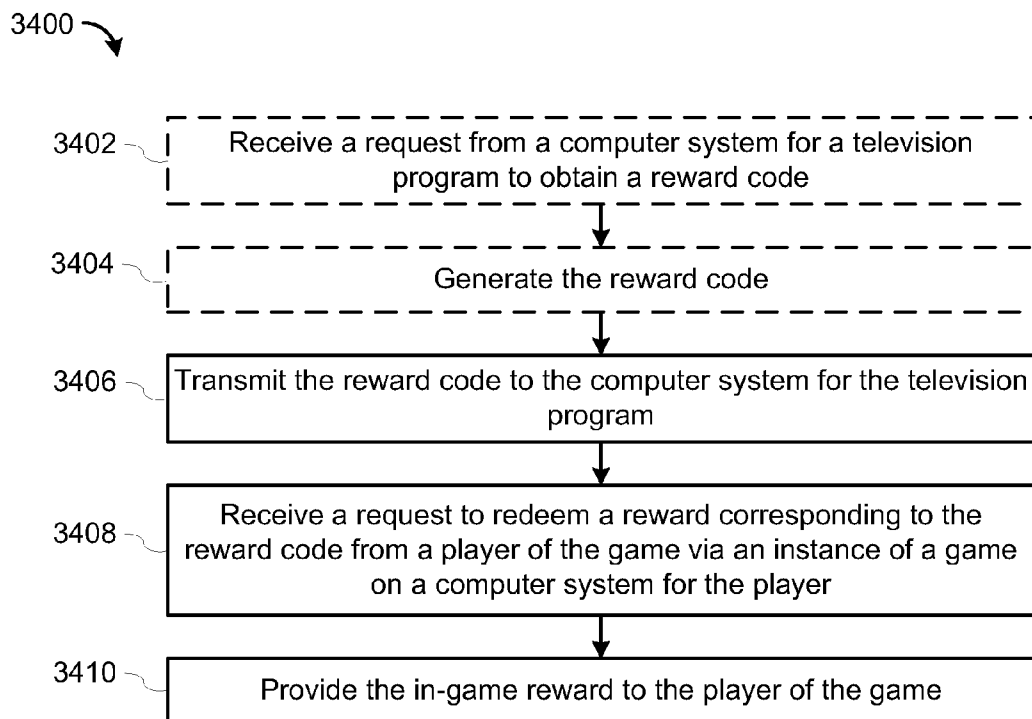 3400
3402
Receive a request from a computer system for a television
program to obtain a reward code
3404
Generate the reward code
3406
Transmit the reward code to the computer system for the television
program
3408
Receive a request to redeem a reward corresponding to the
reward code from a player of the game via an instance of a game
on a computer system for the player
3410
Provide the in-game reward to the player of the game